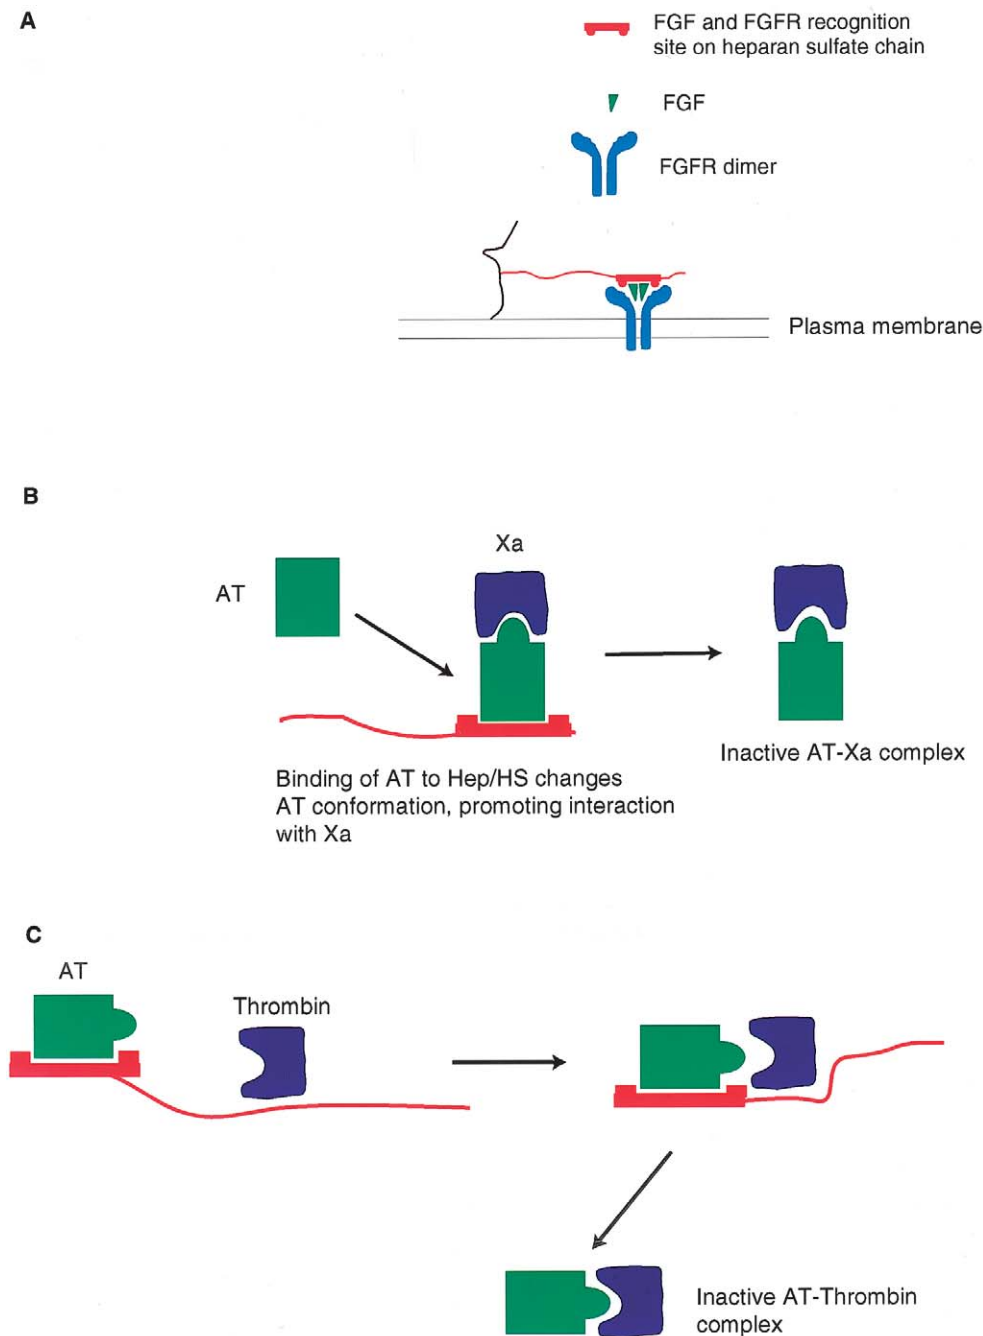 A
FGF and FGFR recognition
site on heparan sulfate chain
FGF
FGFR dimer
Plasma membrane
B
Xa
AT
Inactive AT-Xa complex
Binding of AT to Hep/HS changes
AT conformation, promoting interaction
with Xa
C
AT
Thrombin
Inactive AT-Thrombin
complex